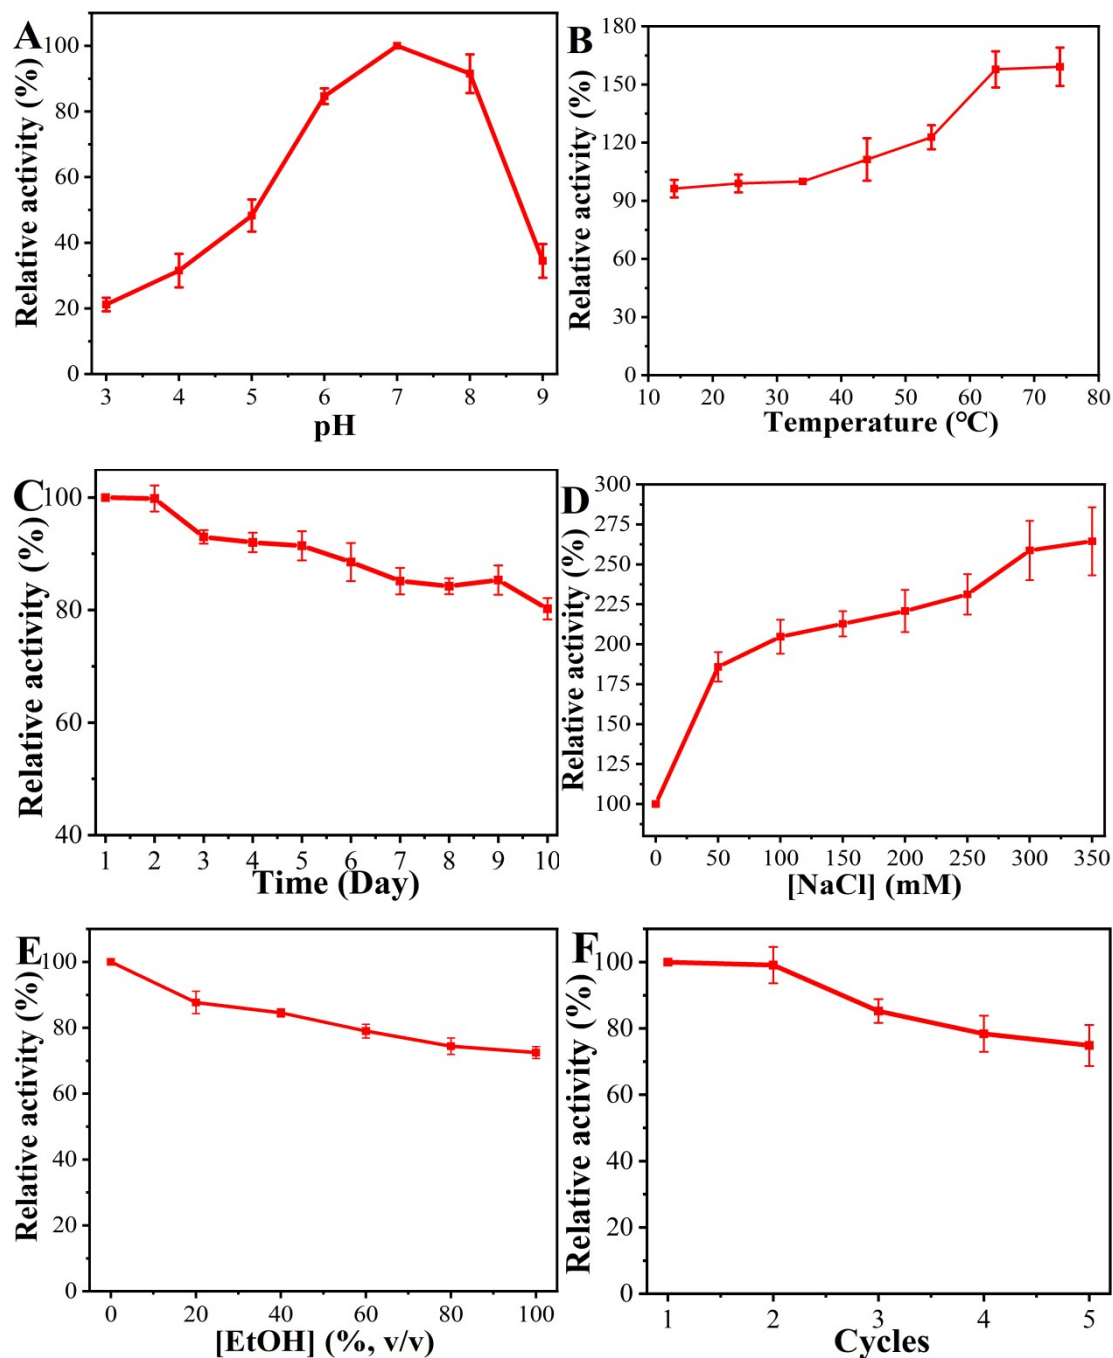 A
Relative activity (%)
100
80
60
40
20
0
3 4 5 6 7 8 9
pH
B
Relative activity (%)
180
150
120
90
60
30
0
10 20 30 40 50 60 70 80
Temperature (℃)
C
Relative activity (%)
100
80
60
40
1 2 3 4 5 6 7 8 9 10
Time (Day)
D
Relative activity (%)
300
275
250
225
200
175
150
125
100
0 50 100 150 200 250 300 350
[NaCl] (mM)
E
Relative activity (%)
100
80
60
40
20
0
0 20 40 60 80 100
[EtOH] (%, v/v)
F
Relative activity (%)
100
80
60
40
20
0
1 2 3 4 5
Cycles